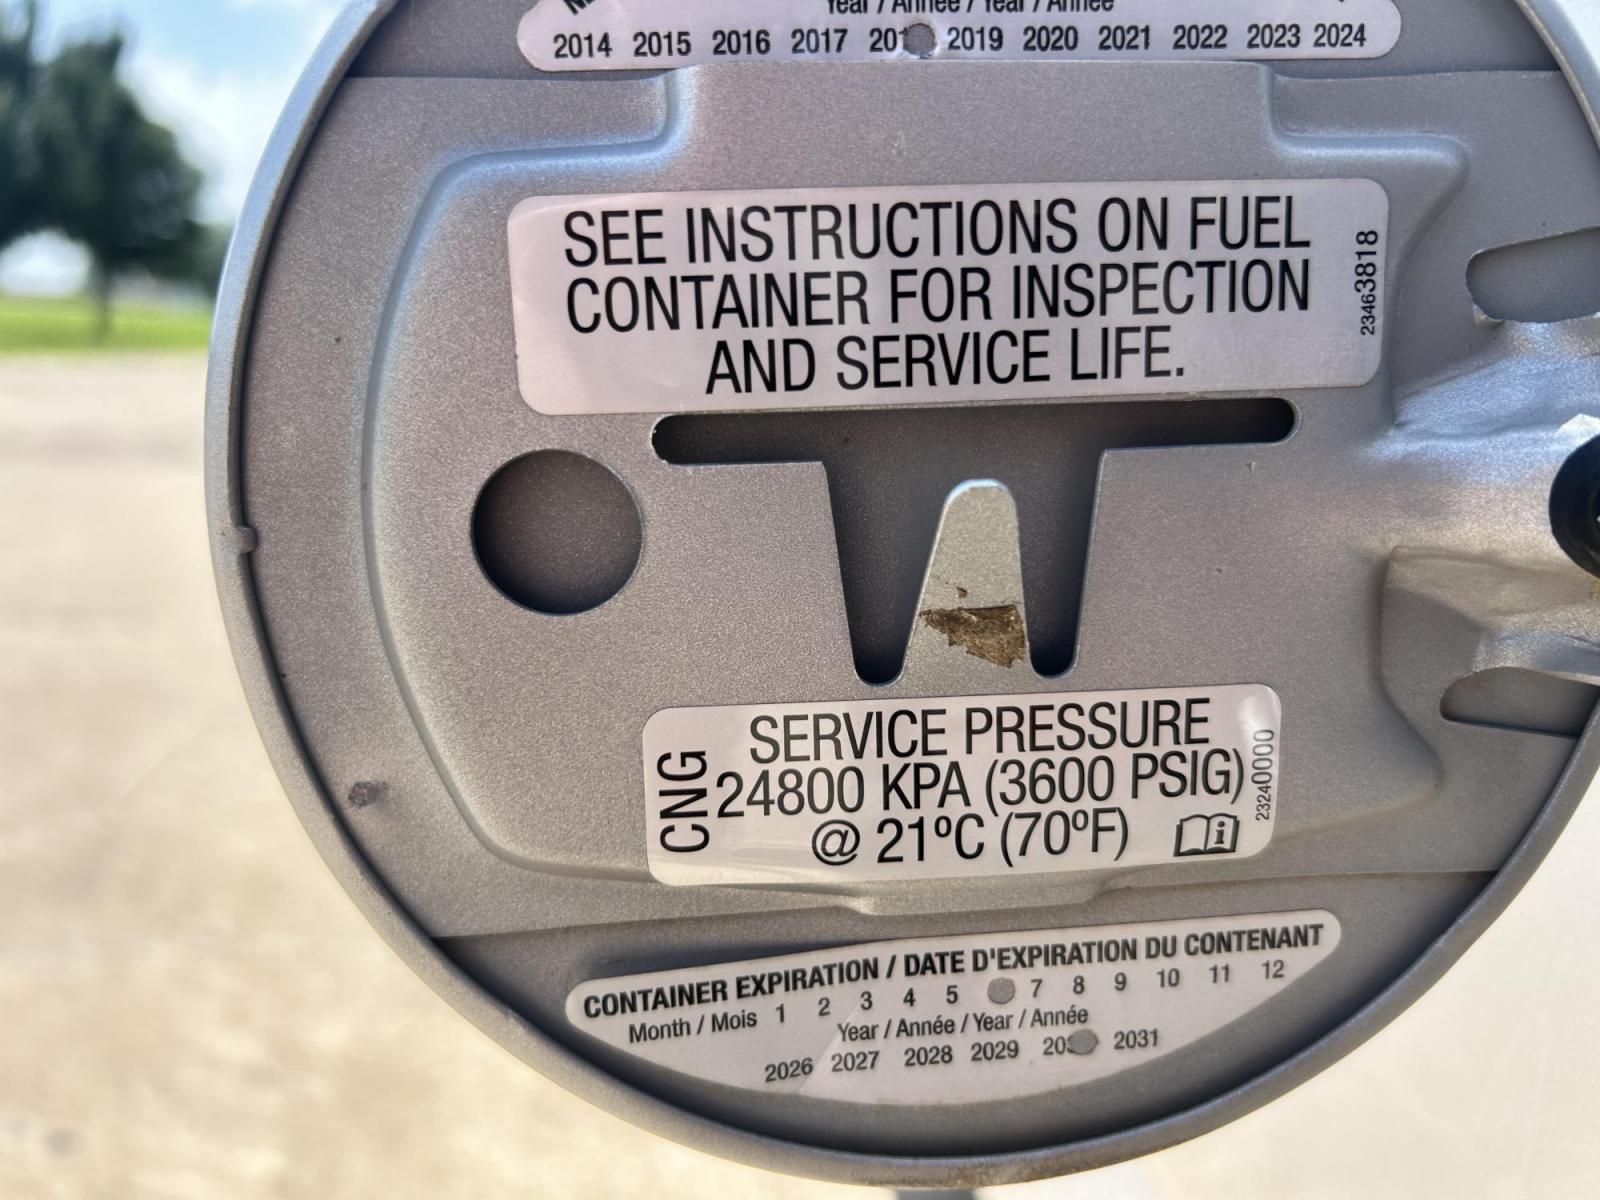 Year / Année / Year / Année
2014 2015 2016 2017 2019 2020 2021 2022 2023 2024
SEE INSTRUCTIONS ON FUEL
CONTAINER FOR INSPECTION
AND SERVICE LIFE.
23463818
CNG
SERVICE PRESSURE
24800 KPA (3600 PSIG)
@ 21ºC (70ºF)
23240000
CONTAINER EXPIRATION / DATE D'EXPIRATION DU CONTENANT
Month / Mois 1 2 3 4 5 7 8 9 10 11 12
Year / Année / Year / Année
2026 2027 2028 2029 2031